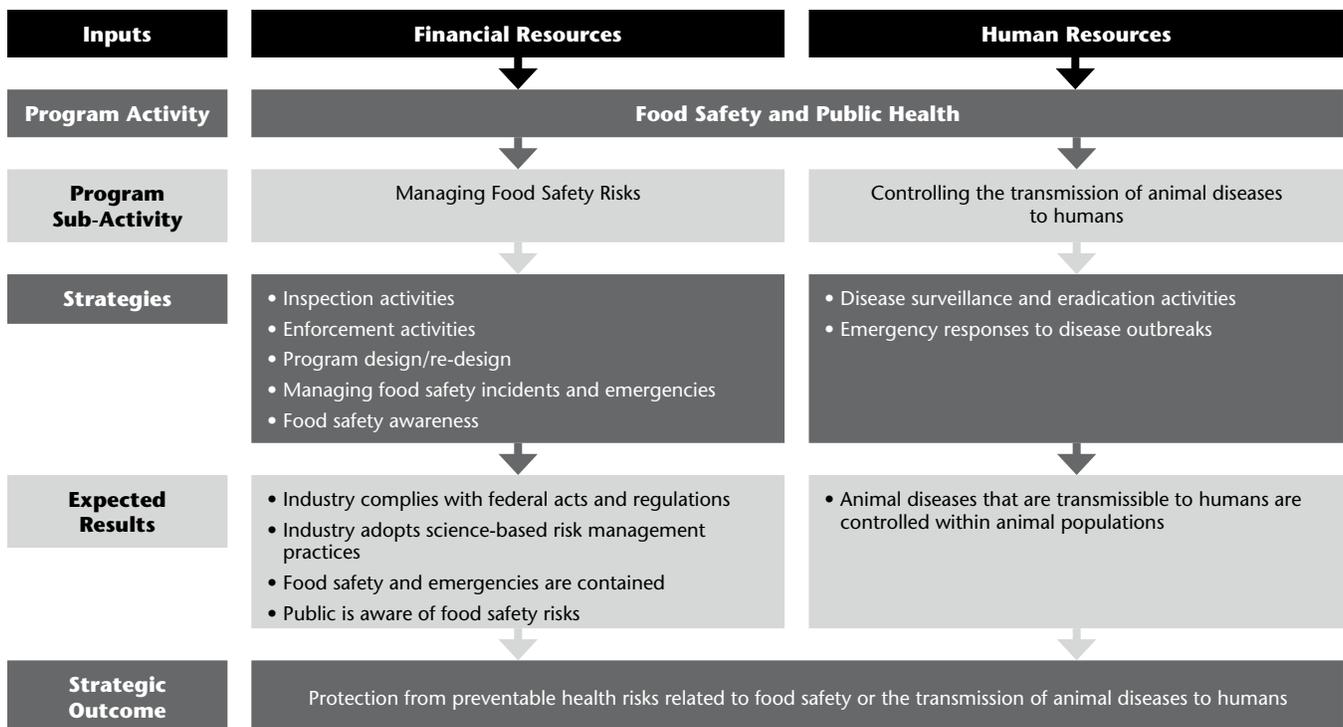 Inputs
Financial Resources
Human Resources
Program Activity
Food Safety and Public Health
Program
Sub-Activity
Managing Food Safety Risks
Controlling the transmission of animal diseases
to humans
Strategies
• Inspection activities
• Enforcement activities
• Program design/re-design
• Managing food safety incidents and emergencies
• Food safety awareness
• Disease surveillance and eradication activities
• Emergency responses to disease outbreaks
Expected
Results
• Industry complies with federal acts and regulations
• Industry adopts science-based risk management
practices
• Food safety and emergencies are contained
• Public is aware of food safety risks
• Animal diseases that are transmissible to humans are
controlled within animal populations
Strategic
Outcome
Protection from preventable health risks related to food safety or the transmission of animal diseases to humans